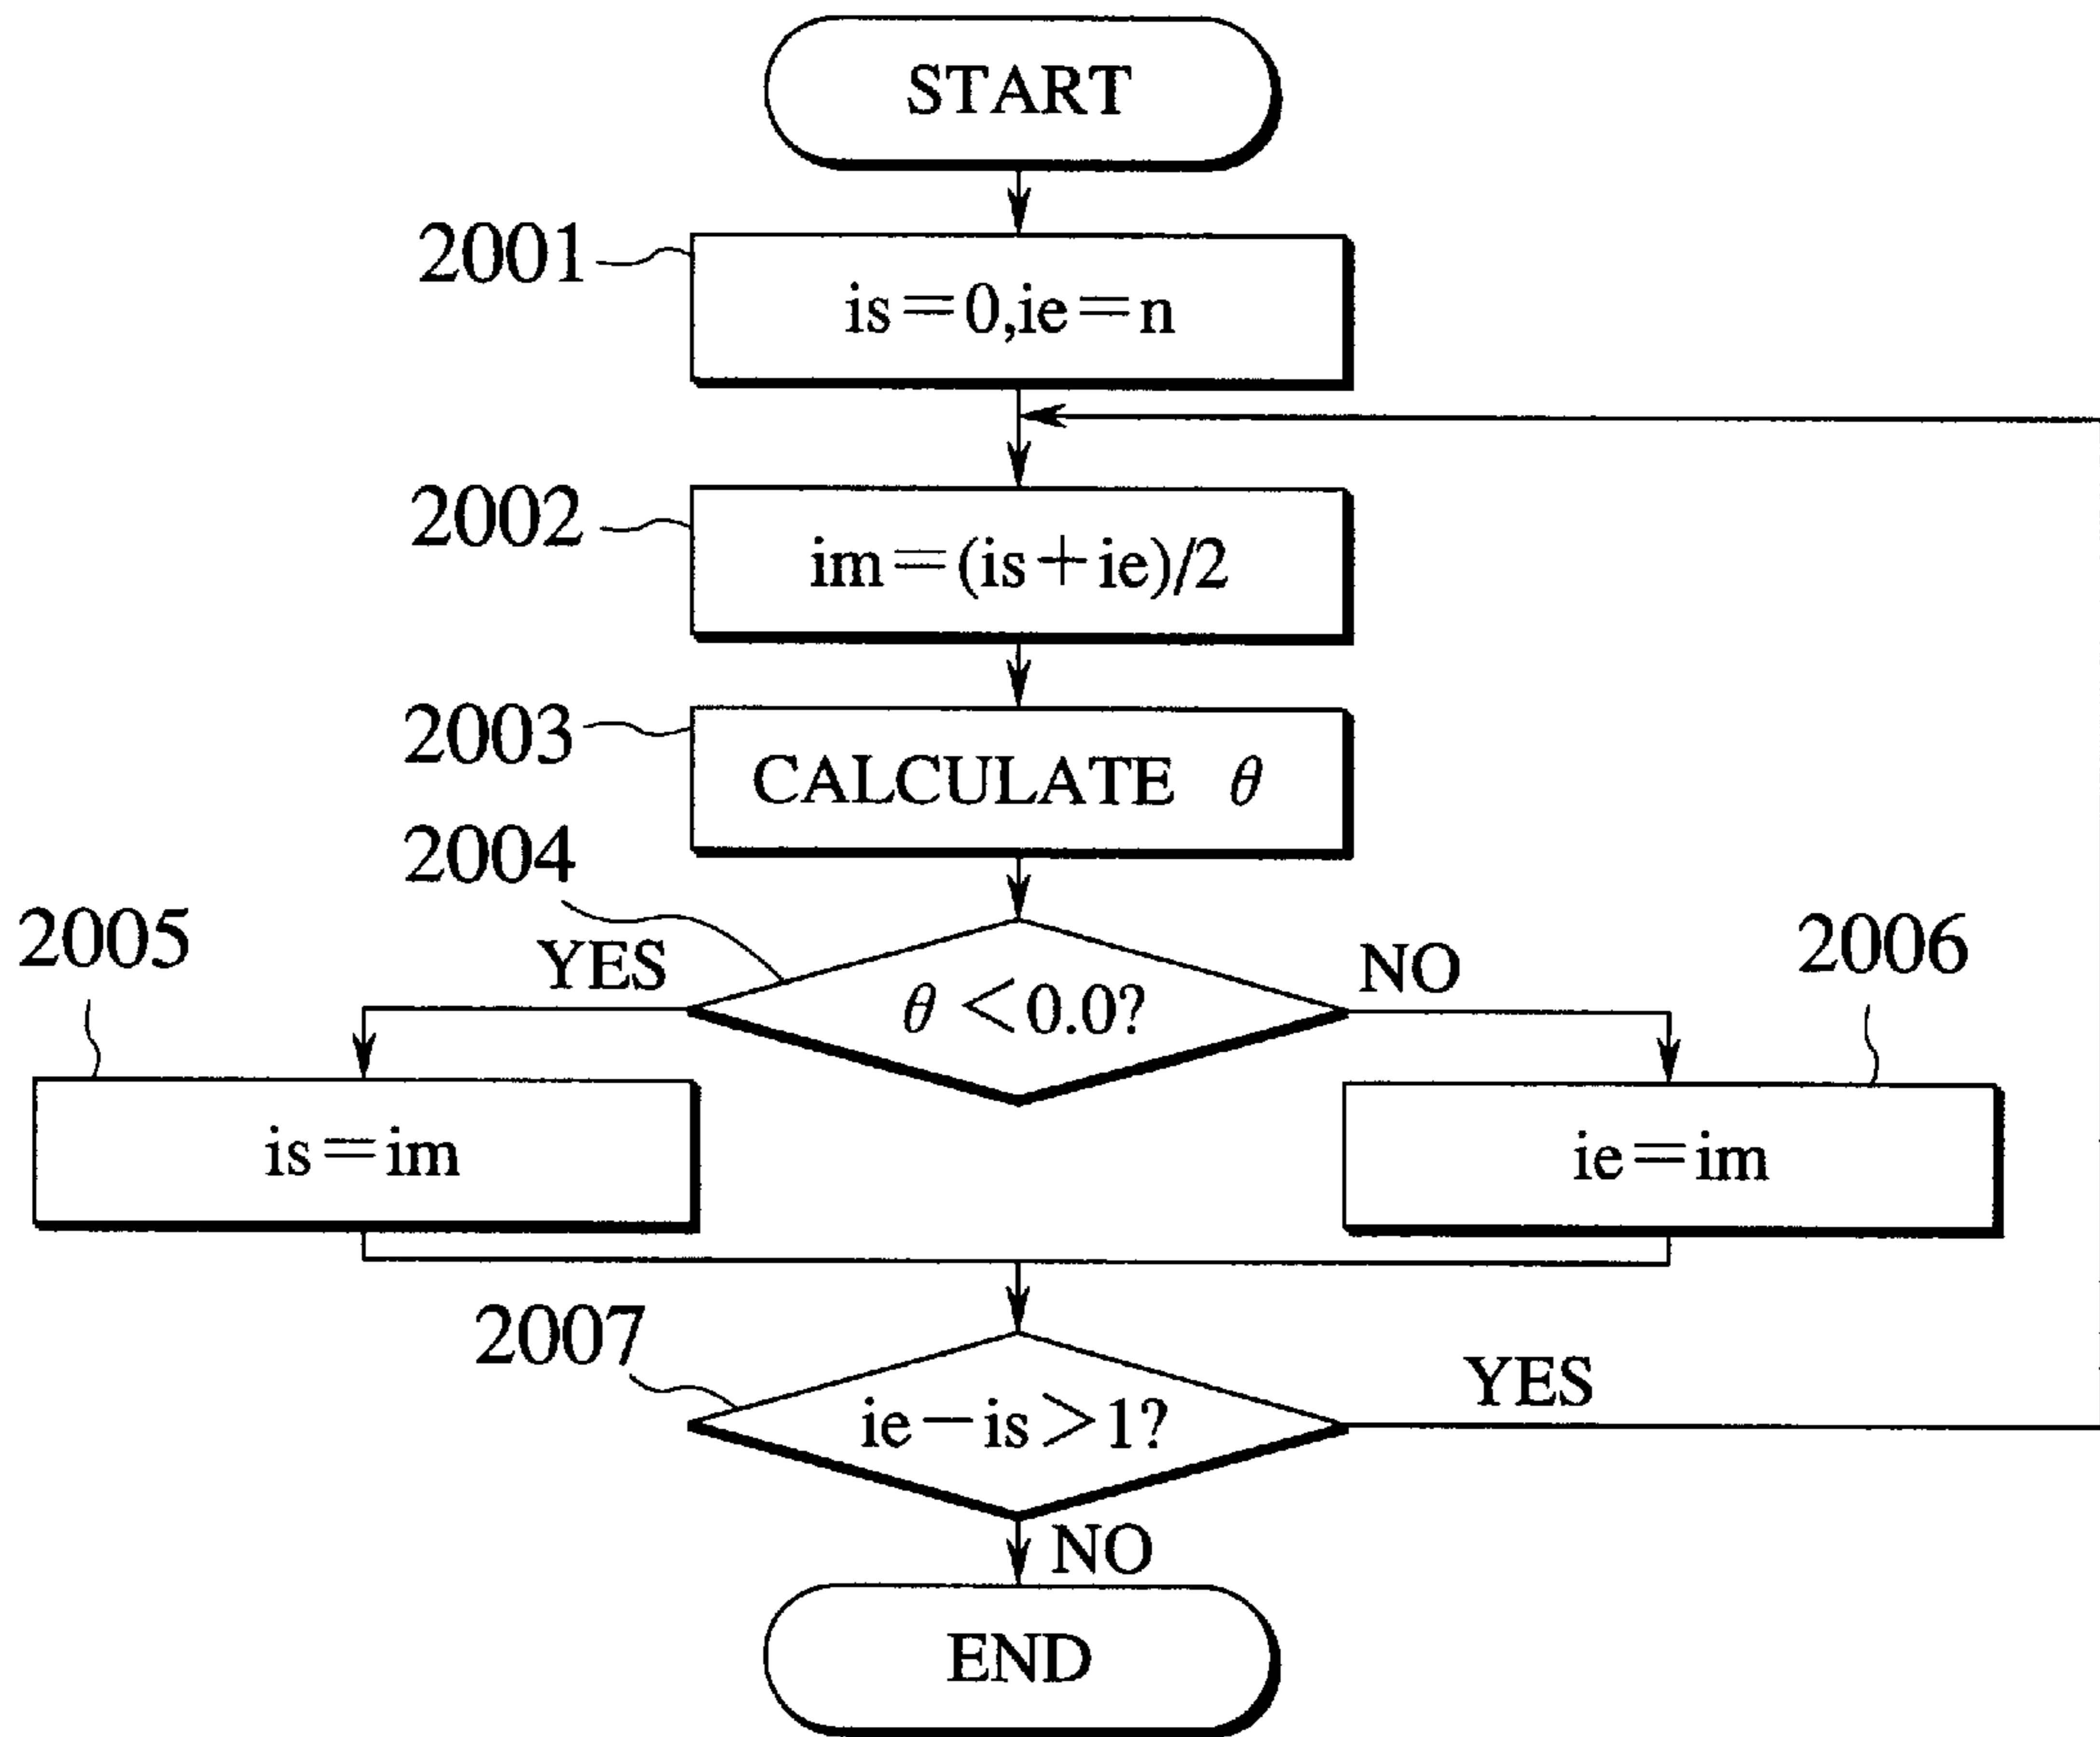 START
2001
is=0,ie=n
2002
im=(is+ie)/2
2003
CALCULATE θ
2004
2005
YES
NO
2006
θ<0.0?
is=im
ie=im
2007
YES
ie-is>1?
NO
END